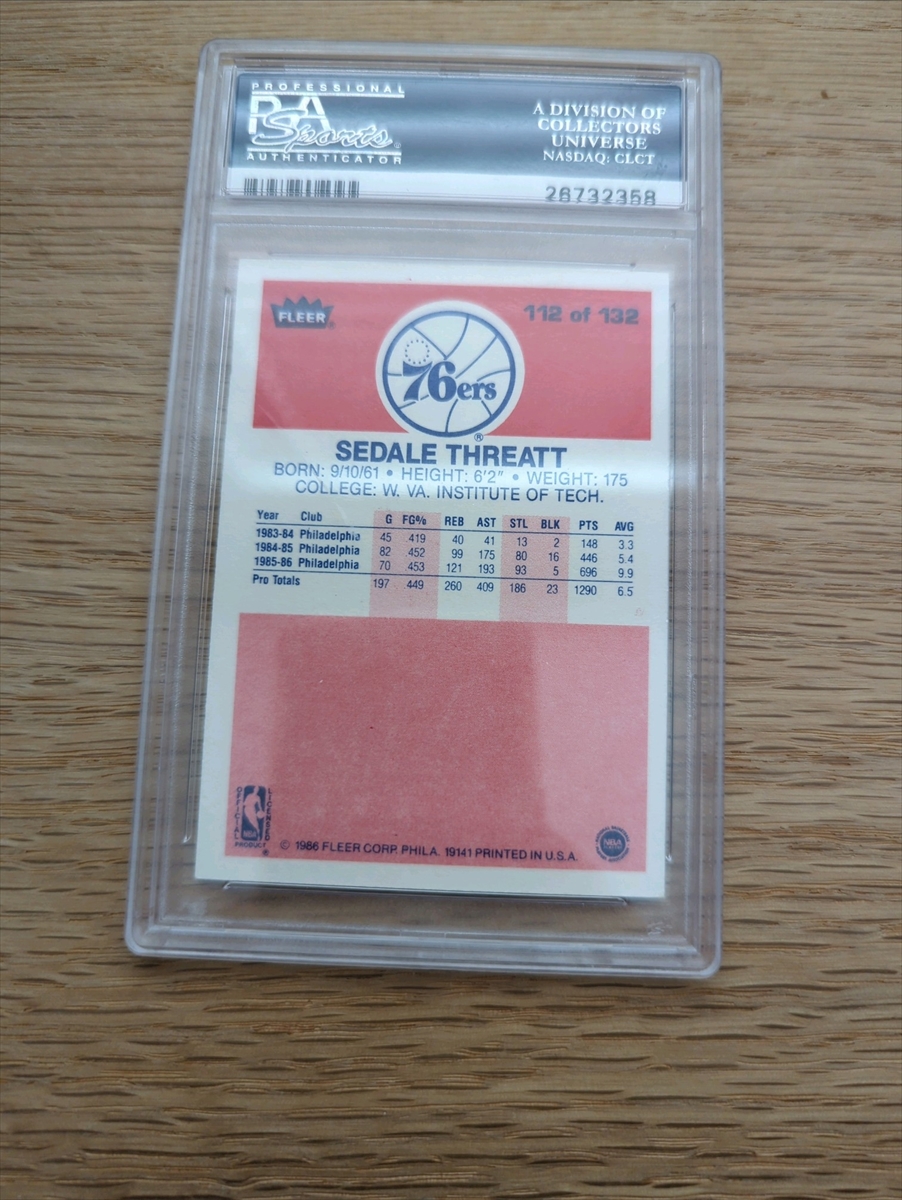 PROFESSIONAL
PSA
Sports®
AUTHENTICATOR
A DIVISION OF
COLLECTORS
UNIVERSE
NASDAQ: CLCT
26732358
FLEER®
112 of 132
76ers®
SEDALE THREATT
BORN: 9/10/61 • HEIGHT: 6'2" • WEIGHT: 175
COLLEGE: W. VA. INSTITUTE OF TECH.
Year Club G FG% REB AST STL BLK PTS AVG
1983-84 Philadelphia 45 419 40 41 13 2 148 3.3
1984-85 Philadelphia 82 452 99 175 80 16 446 5.4
1985-86 Philadelphia 70 453 121 193 93 5 696 9.9
Pro Totals 197 449 260 409 186 23 1290 6.5
OFFICIAL
LICENSED
NBA
PRODUCT ®
© 1986 FLEER CORP. PHILA. 19141 PRINTED IN U.S.A.
NBA